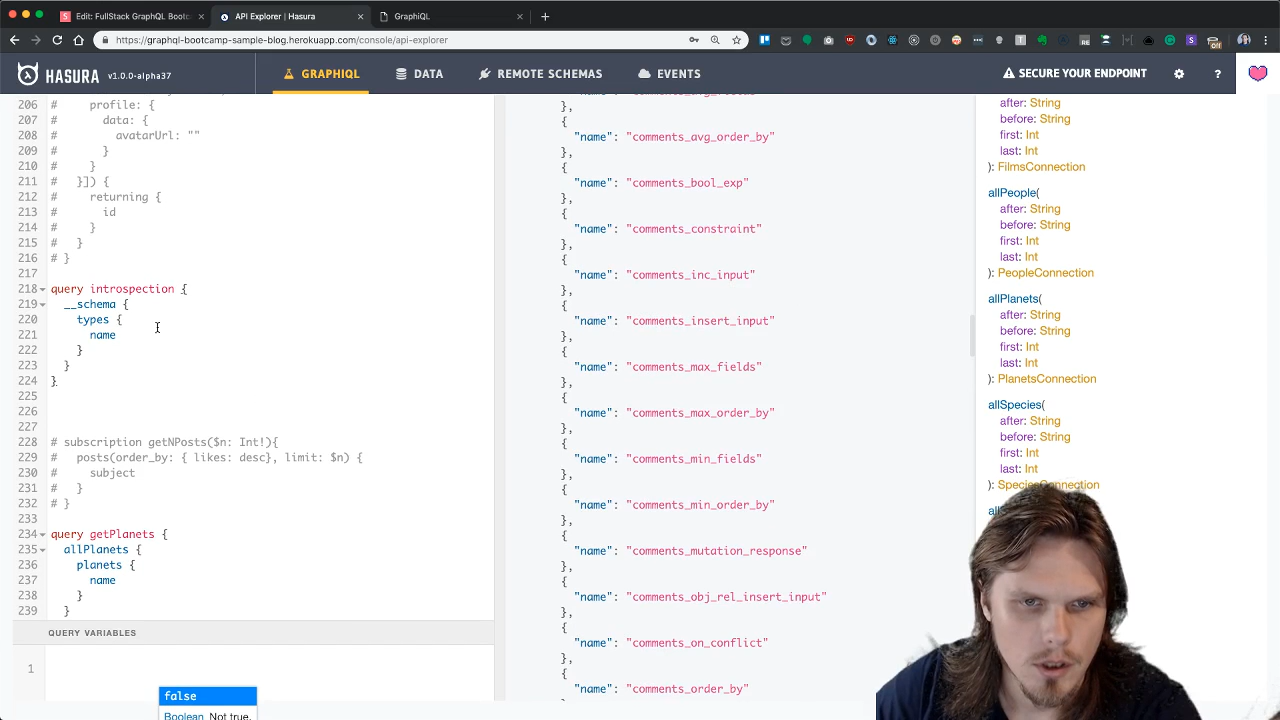 Edit: FullStack GraphQL Bootc
API Explorer | Hasura
GraphiQL
https://graphql-bootcamp-sample-blog.herokuapp.com/console/api-explorer
HASURA v1.0.0-alpha37
GRAPHIQL
DATA
REMOTE SCHEMAS
EVENTS
SECURE YOUR ENDPOINT
206 # profile: {
207 # data: {
208 # avatarUrl: ""
209 # }
210 # }
211 # }]) {
212 # returning {
213 # id
214 # }
215 # }
216 # }
217
218 query introspection {
219 __schema {
220 types {
221 name
222 }
223 }
224 }
225
226
227
228 # subscription getNPosts($n: Int!){
229 # posts(order_by: { likes: desc}, limit: $n) {
230 # subject
231 # }
232 # }
233
234 query getPlanets {
235 allPlanets {
236 planets {
237 name
238 }
239 }
QUERY VARIABLES
1
false
Boolean Not true.
},
{
"name": "comments_avg_order_by"
},
{
"name": "comments_bool_exp"
},
{
"name": "comments_constraint"
},
{
"name": "comments_inc_input"
},
{
"name": "comments_insert_input"
},
{
"name": "comments_max_fields"
},
{
"name": "comments_max_order_by"
},
{
"name": "comments_min_fields"
},
{
"name": "comments_min_order_by"
},
{
"name": "comments_mutation_response"
},
{
"name": "comments_obj_rel_insert_input"
},
{
"name": "comments_on_conflict"
},
{
"name": "comments_order_by"
after: String
before: String
first: Int
last: Int
): FilmsConnection
allPeople(
after: String
before: String
first: Int
last: Int
): PeopleConnection
allPlanets(
after: String
before: String
first: Int
last: Int
): PlanetsConnection
allSpecies(
after: String
before: String
first: Int
last: Int
): SpeciesConnection